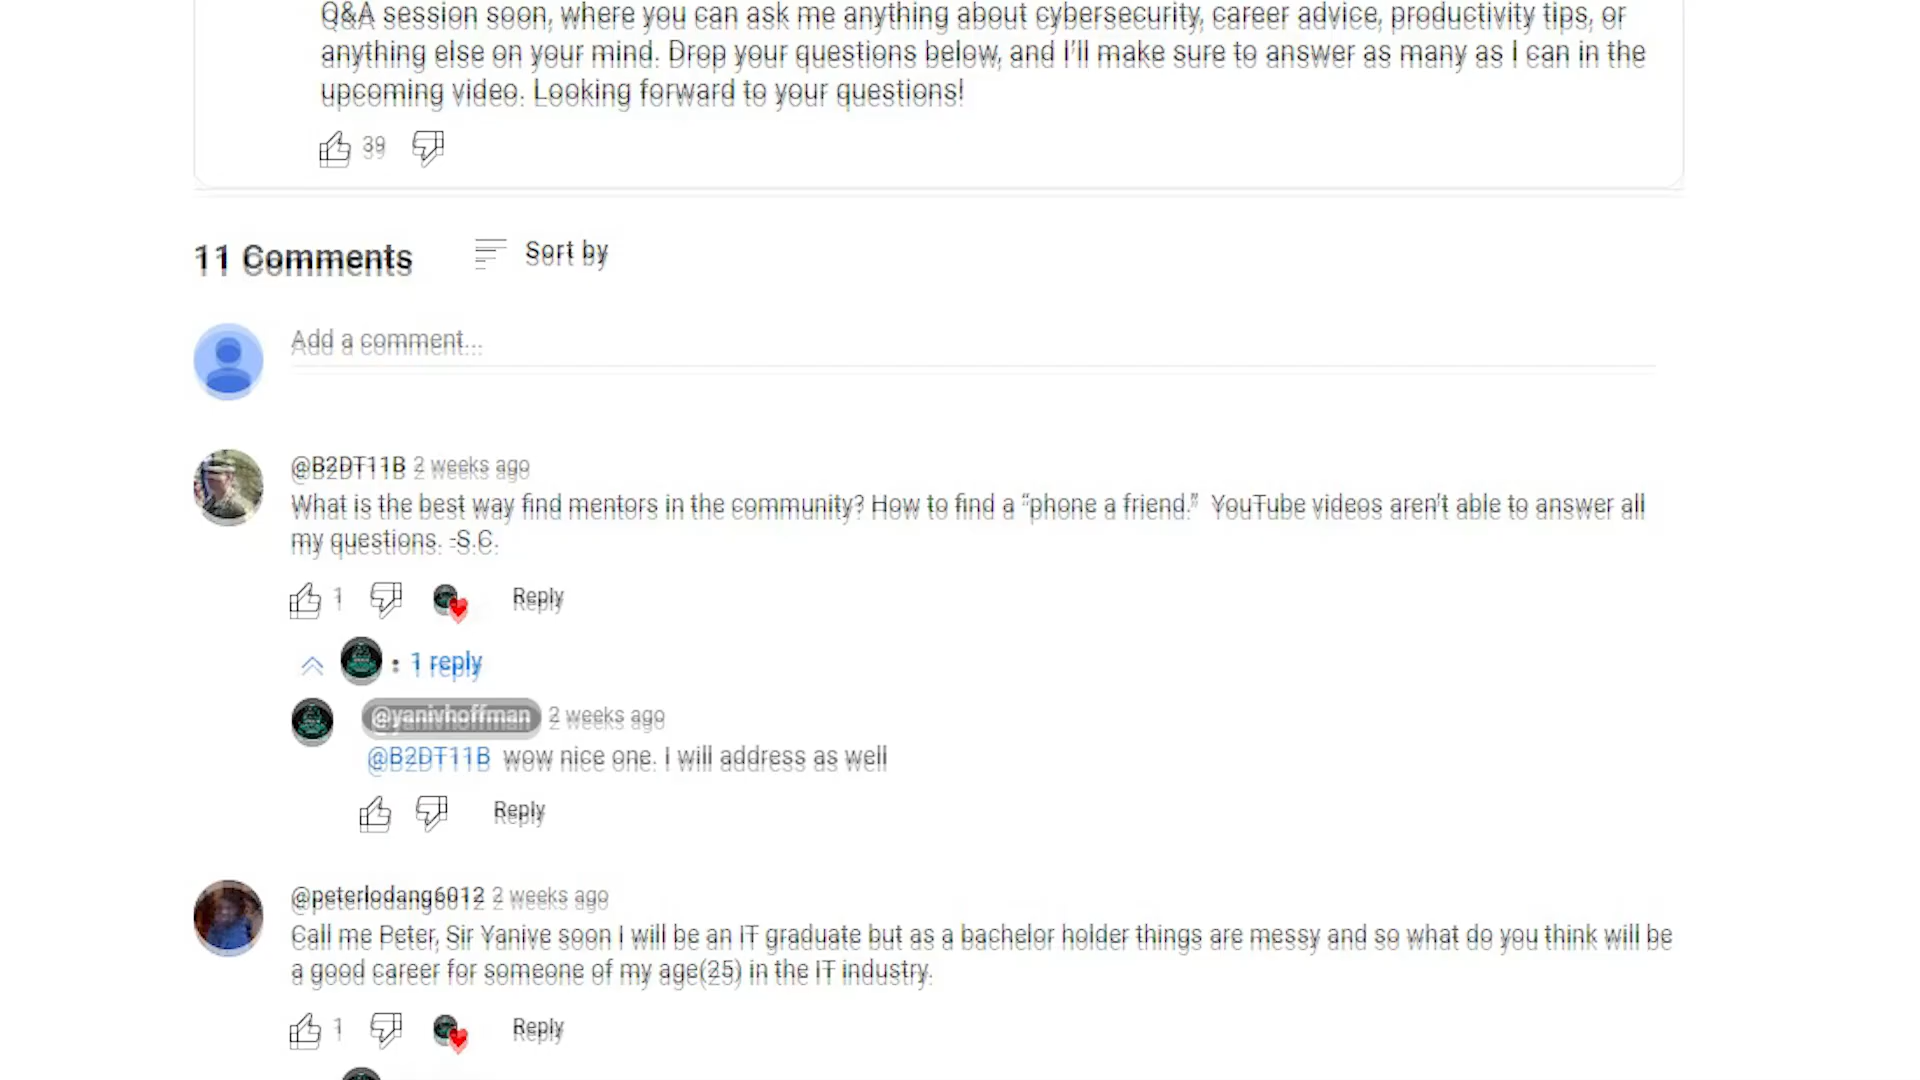 Q&A session soon, where you can ask me anything about cybersecurity, career advice, productivity tips, or
anything else on your mind. Drop your questions below, and I'll make sure to answer as many as I can in the
upcoming video. Looking forward to your questions!
39
11 Comments
Sort by
Add a comment...
@B2DT11B 2 weeks ago
What is the best way find mentors in the community? How to find a “phone a friend.” YouTube videos aren't able to answer all
my questions. -S.C.
1
Reply
1 reply
@yanivhoffman 2 weeks ago
@B2DT11B wow nice one. I will address as well
Reply
@peterlodang6012 2 weeks ago
Call me Peter, Sir Yanive soon I will be an IT graduate but as a bachelor holder things are messy and so what do you think will be
a good career for someone of my age(25) in the IT industry.
1
Reply